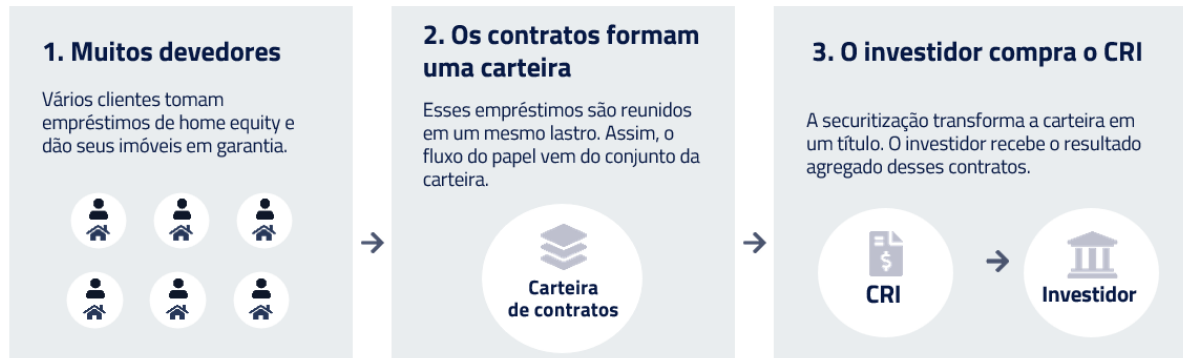 1. Muitos devedores
Vários clientes tomam
empréstimos de home equity e
dão seus imóveis em garantia.
2. Os contratos formam
uma carteira
Esses empréstimos são reunidos
em um mesmo lastro. Assim, o
fluxo do papel vem do conjunto da
carteira.
Carteira
de contratos
3. O investidor compra o CRI
A securitização transforma a carteira em
um título. O investidor recebe o resultado
agregado desses contratos.
$
CRI
Investidor